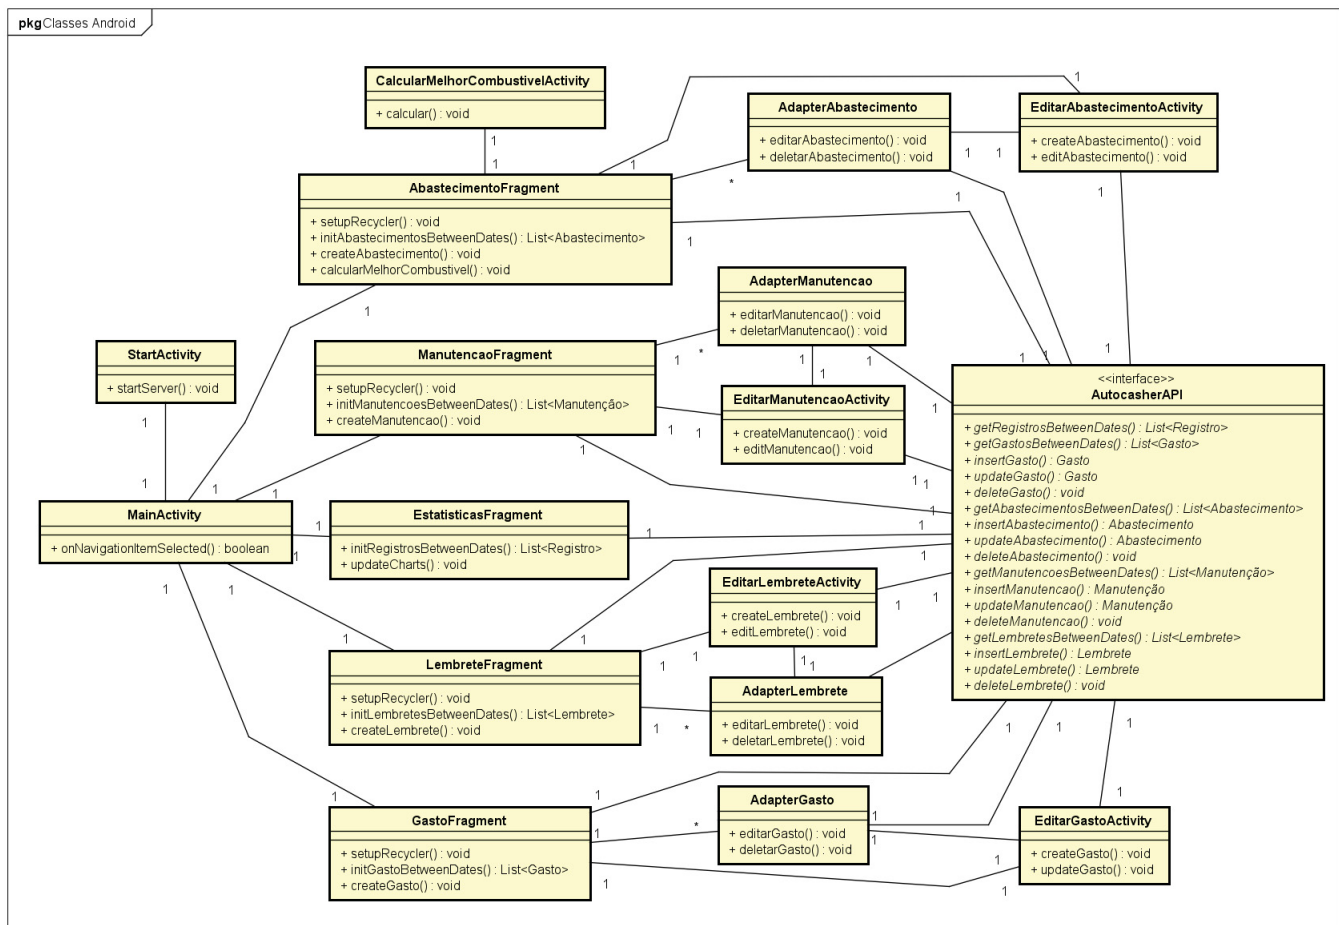 pkg Classes Android
CalcularMelhorCombustivelActivity
+ calcular() : void
AdapterAbastecimento
+ editarAbastecimento() : void
+ deletarAbastecimento() : void
EditarAbastecimentoActivity
+ createAbastecimento() : void
+ editAbastecimento() : void
AbastecimentoFragment
+ setupRecycler() : void
+ initAbastecimentosBetweenDates() : List<Abastecimento>
+ createAbastecimento() : void
+ calcularMelhorCombustivel() : void
AdapterManutencao
+ editarManutencao() : void
+ deletarManutencao() : void
StartActivity
+ startServer() : void
ManutencaoFragment
+ setupRecycler() : void
+ initManutencoesBetweenDates() : List<Manutenção>
+ createManutencao() : void
EditarManutencaoActivity
+ createManutencao() : void
+ editManutencao() : void
<<interface>>
AutocasherAPI
+ getRegistrosBetweenDates() : List<Registro>
+ getGastosBetweenDates() : List<Gasto>
+ insertGasto() : Gasto
+ updateGasto() : Gasto
+ deleteGasto() : void
+ getAbastecimentosBetweenDates() : List<Abastecimento>
+ insertAbastecimento() : Abastecimento
+ updateAbastecimento() : Abastecimento
+ deleteAbastecimento() : void
+ getManutencoesBetweenDates() : List<Manutenção>
+ insertManutencao() : Manutenção
+ updateManutencao() : Manutenção
+ deleteManutencao() : void
+ getLembretesBetweenDates() : List<Lembrete>
+ insertLembrete() : Lembrete
+ updateLembrete() : Lembrete
+ deleteLembrete() : void
MainActivity
+ onNavigationItemSelected() : boolean
EstatisticasFragment
+ initRegistrosBetweenDates() : List<Registro>
+ updateCharts() : void
EditarLembreteActivity
+ createLembrete() : void
+ editLembrete() : void
LembreteFragment
+ setupRecycler() : void
+ initLembretesBetweenDates() : List<Lembrete>
+ createLembrete() : void
AdapterLembrete
+ editarLembrete() : void
+ deletarLembrete() : void
AdapterGasto
+ editarGasto() : void
+ deletarGasto() : void
GastoFragment
+ setupRecycler() : void
+ initGastoBetweenDates() : List<Gasto>
+ createGasto() : void
EditarGastoActivity
+ createGasto() : void
+ updateGasto() : void